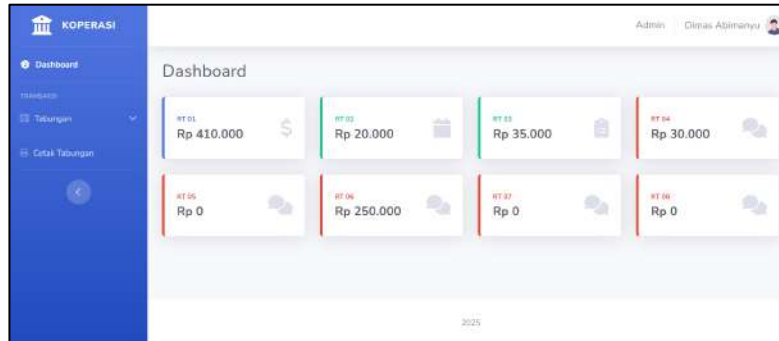 KOPERASI
Admin
Dimas Abimanyu
Dashboard
TRANSAKSI
Tabungan
Cetak Tabungan
Dashboard
RT 01
Rp 410.000
RT 02
Rp 20.000
RT 03
Rp 35.000
RT 04
Rp 30.000
RT 05
Rp 0
RT 06
Rp 250.000
RT 07
Rp 0
RT 08
Rp 0
2025